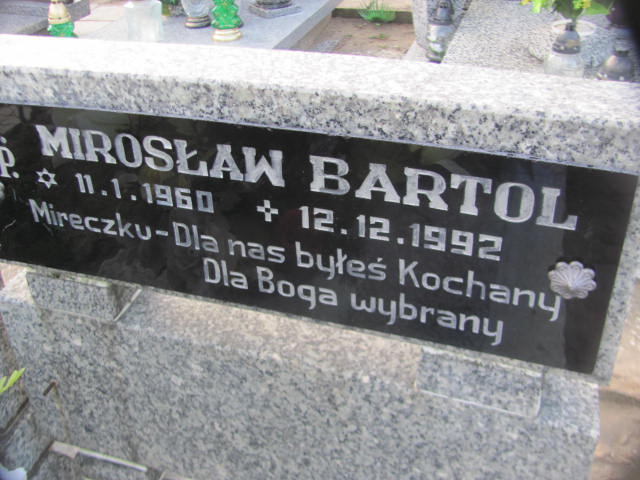 Ś.P. MIROSŁAW BARTOL
11.1.1960 + 12.12.1992
Mireczku - Dla nas byłeś Kochany
Dla Boga wybrany